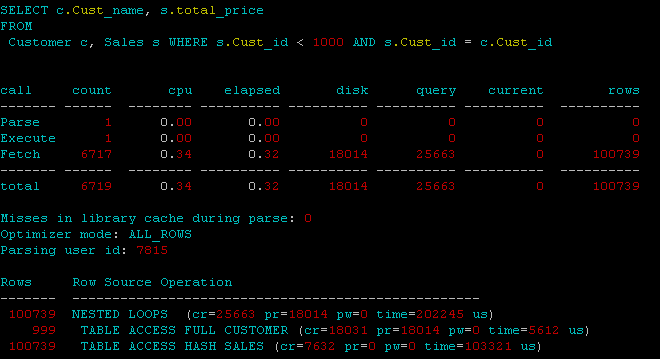 SELECT c.Cust_name, s.total_price
FROM
Customer c, Sales s WHERE s.Cust_id < 1000 AND s.Cust_id = c.Cust_id
call count cpu elapsed disk query current rows
------- ------ -------- ---------- ---------- ---------- ---------- ----------
Parse 1 0.00 0.00 0 0 0 0
Execute 1 0.00 0.00 0 0 0 0
Fetch 6717 0.34 0.32 18014 25663 0 100739
------- ------ -------- ---------- ---------- ---------- ---------- ----------
total 6719 0.34 0.32 18014 25663 0 100739
Misses in library cache during parse: 0
Optimizer mode: ALL_ROWS
Parsing user id: 7815
Rows Row Source Operation
------- ---------------------------------------------------
100739 NESTED LOOPS (cr=25663 pr=18014 pw=0 time=202245 us)
999 TABLE ACCESS FULL CUSTOMER (cr=18031 pr=18014 pw=0 time=5612 us)
100739 TABLE ACCESS HASH SALES (cr=7632 pr=0 pw=0 time=103321 us)